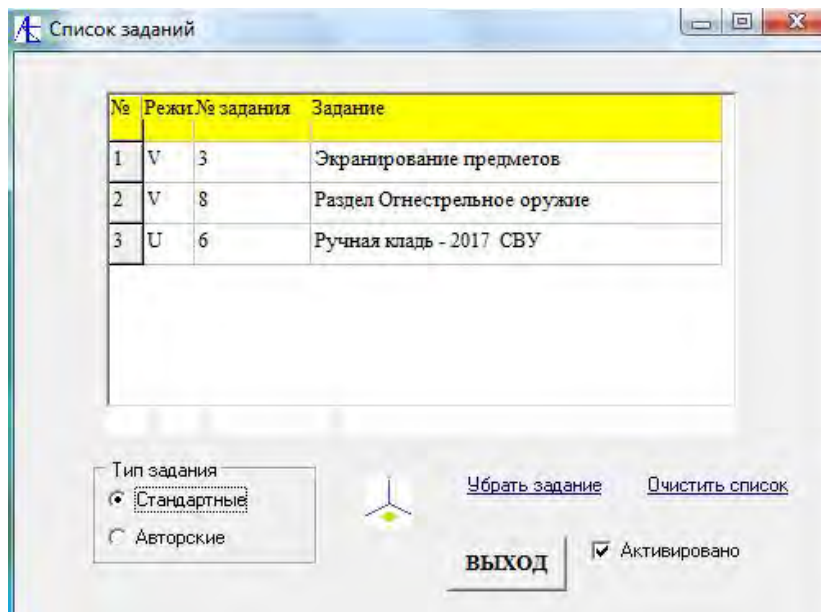 Список заданий
№ Режи № задания Задание
1 V 3 Экранирование предметов
2 V 8 Раздел Огнестрельное оружие
3 U 6 Ручная кладь - 2017 СВУ
Тип задания
Стандартные
Авторские
Убрать задание Очистить список
ВЫХОД Активировано